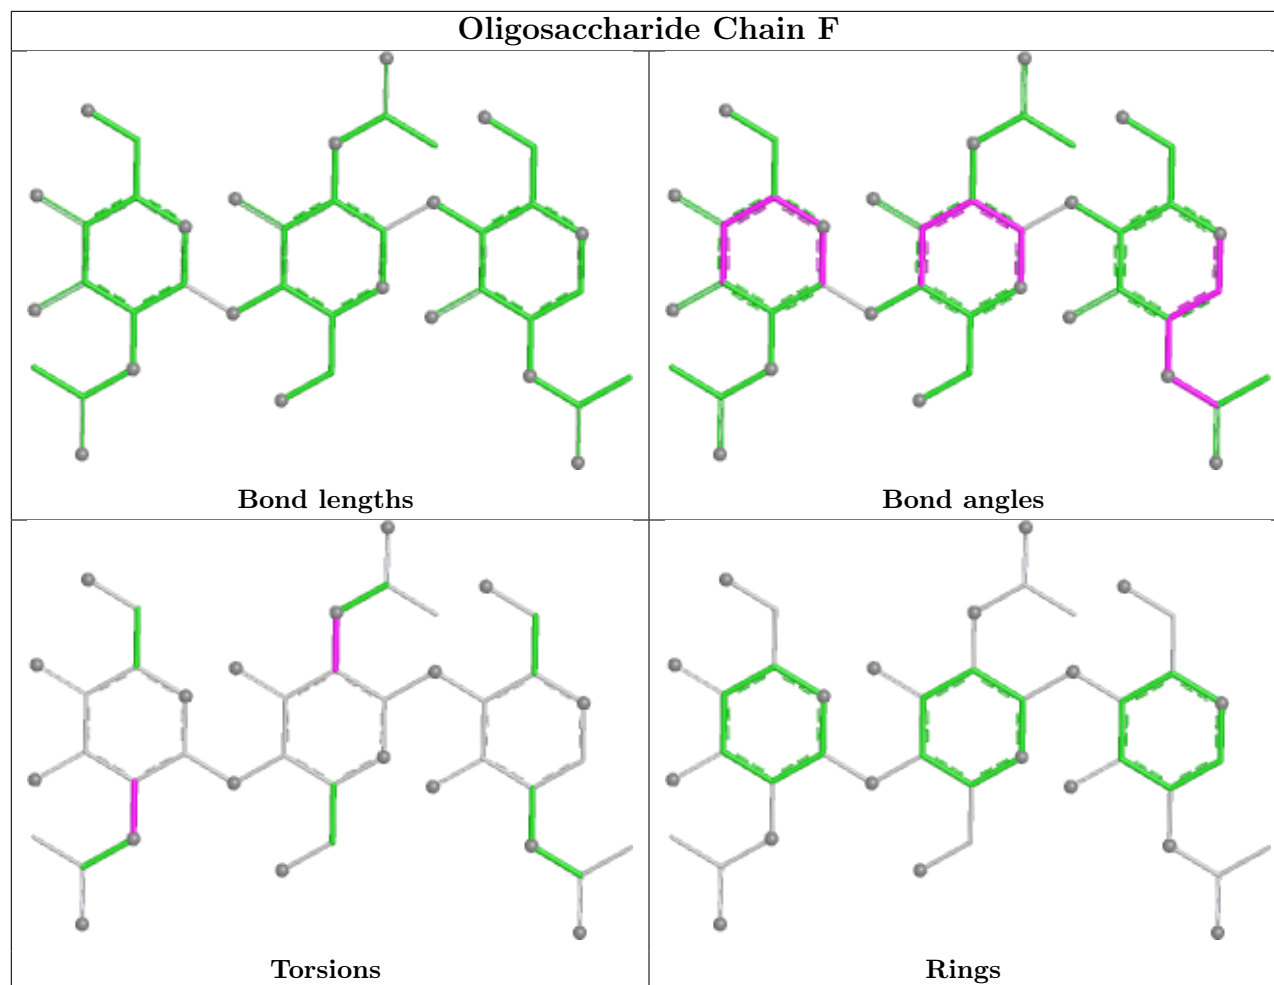 Oligosaccharide Chain F
Bond lengths
Bond angles
Torsions
Rings